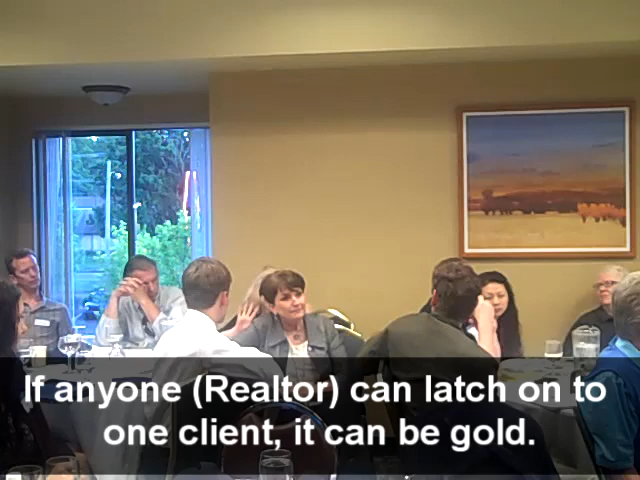 If anyone (Realtor) can latch on to
one client, it can be gold.